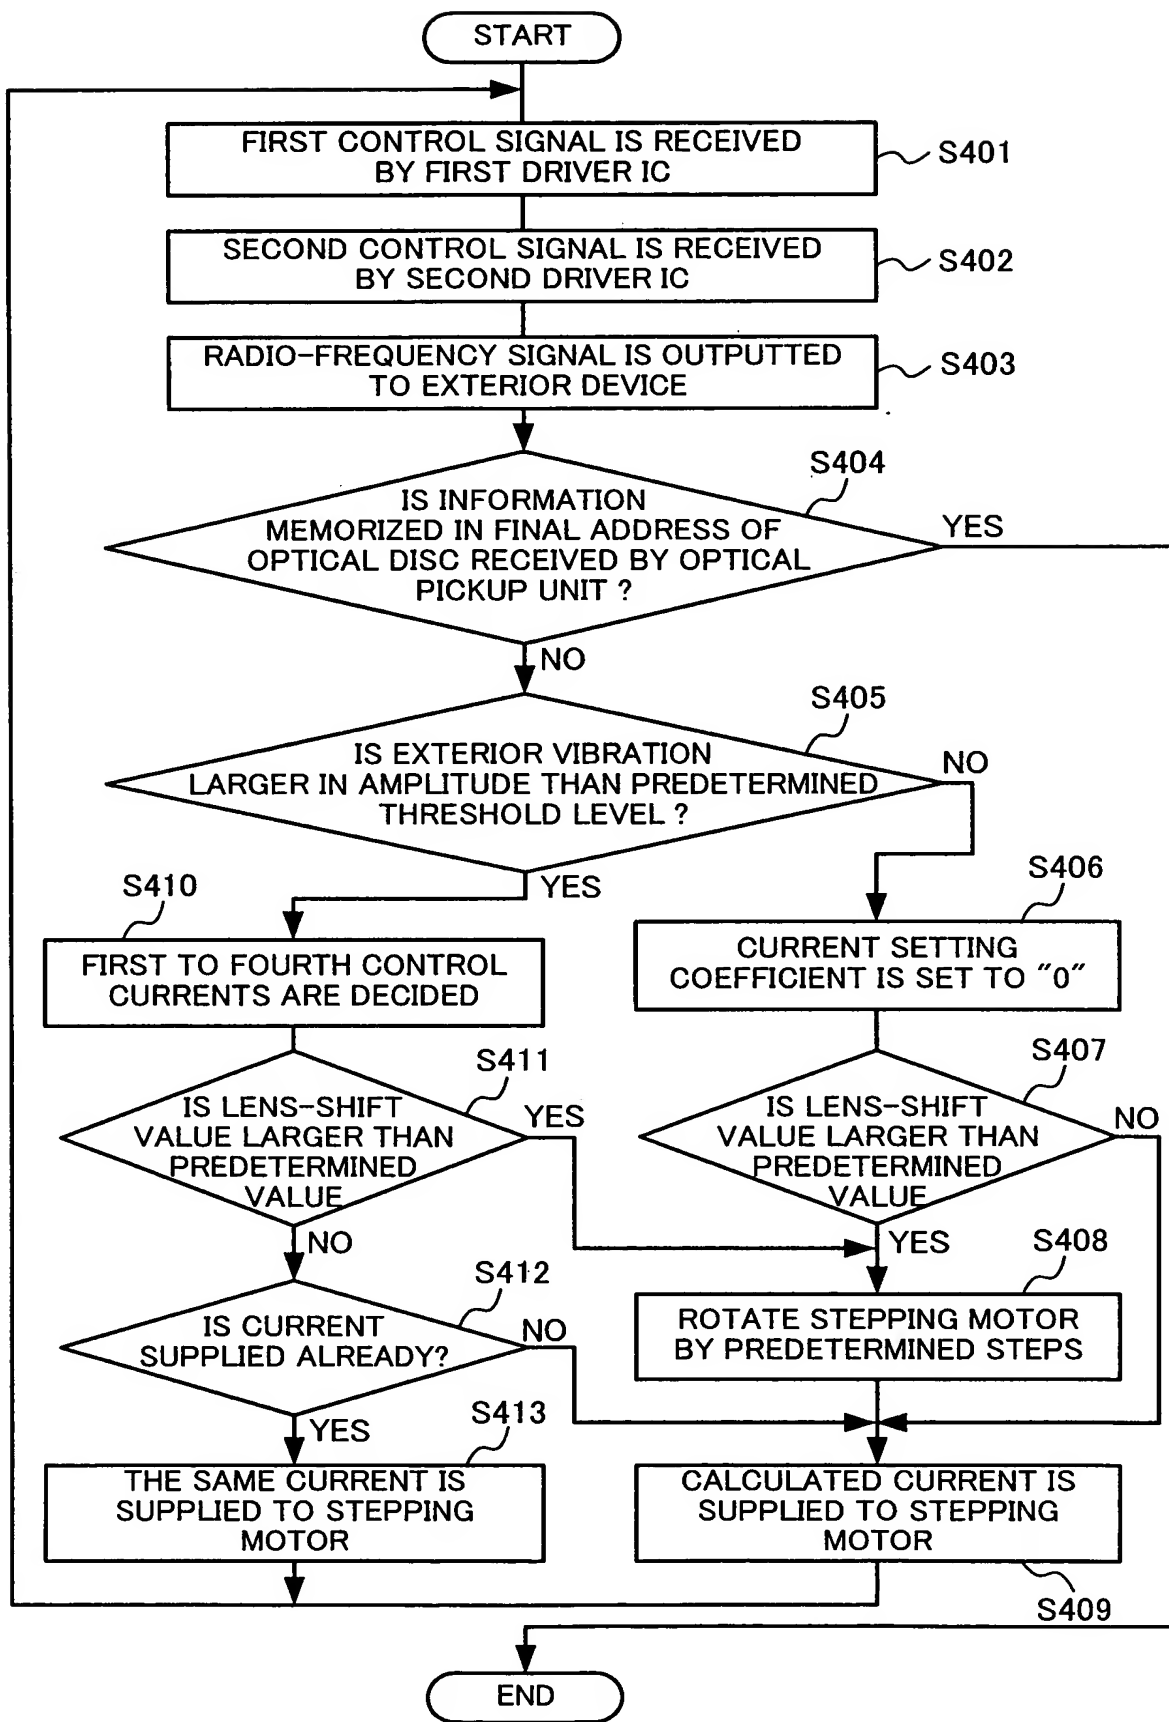 START
FIRST CONTROL SIGNAL IS RECEIVED
BY FIRST DRIVER IC
S401
SECOND CONTROL SIGNAL IS RECEIVED
BY SECOND DRIVER IC
S402
RADIO-FREQUENCY SIGNAL IS OUTPUTTED
TO EXTERIOR DEVICE
S403
S404
IS INFORMATION
MEMORIZED IN FINAL ADDRESS OF
OPTICAL DISC RECEIVED BY OPTICAL
PICKUP UNIT ?
YES
NO
S405
IS EXTERIOR VIBRATION
LARGER IN AMPLITUDE THAN PREDETERMINED
THRESHOLD LEVEL ?
NO
YES
S410
FIRST TO FOURTH CONTROL
CURRENTS ARE DECIDED
S406
CURRENT SETTING
COEFFICIENT IS SET TO "0"
S411
IS LENS-SHIFT
VALUE LARGER THAN
PREDETERMINED
VALUE
YES
NO
S407
IS LENS-SHIFT
VALUE LARGER THAN
PREDETERMINED
VALUE
NO
YES
S412
IS CURRENT
SUPPLIED ALREADY?
NO
YES
S408
ROTATE STEPPING MOTOR
BY PREDETERMINED STEPS
S413
THE SAME CURRENT IS
SUPPLIED TO STEPPING
MOTOR
CALCULATED CURRENT IS
SUPPLIED TO STEPPING
MOTOR
S409
END